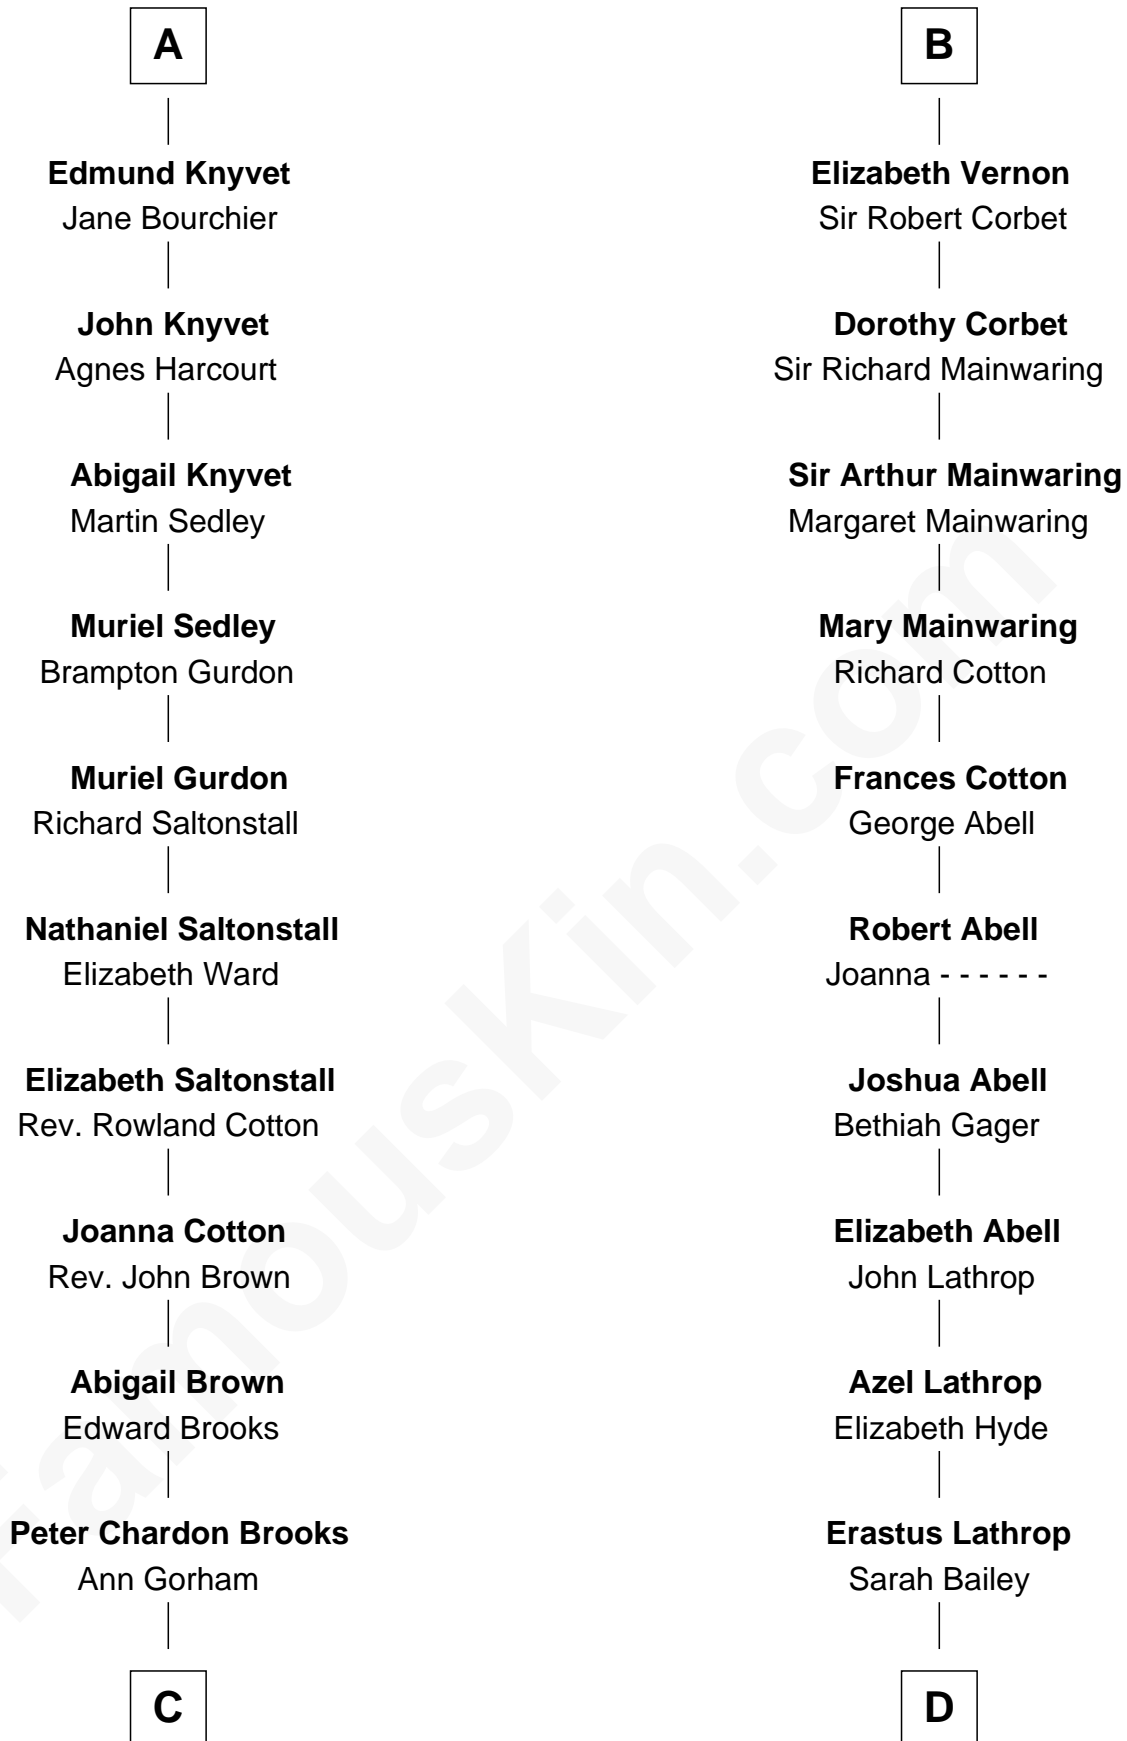 A
Edmund Knyvet
Jane Bourchier
John Knyvet
Agnes Harcourt
Abigail Knyvet
Martin Sedley
Muriel Sedley
Brampton Gurdon
Muriel Gurdon
Richard Saltonstall
Nathaniel Saltonstall
Elizabeth Ward
Elizabeth Saltonstall
Rev. Rowland Cotton
Joanna Cotton
Rev. John Brown
Abigail Brown
Edward Brooks
Peter Chardon Brooks
Ann Gorham
C
B
Elizabeth Vernon
Sir Robert Corbet
Dorothy Corbet
Sir Richard Mainwaring
Sir Arthur Mainwaring
Margaret Mainwaring
Mary Mainwaring
Richard Cotton
Frances Cotton
George Abell
Robert Abell
Joanna - - - - - -
Joshua Abell
Bethiah Gager
Elizabeth Abell
John Lathrop
Azel Lathrop
Elizabeth Hyde
Erastus Lathrop
Sarah Bailey
D
FamousKin.com